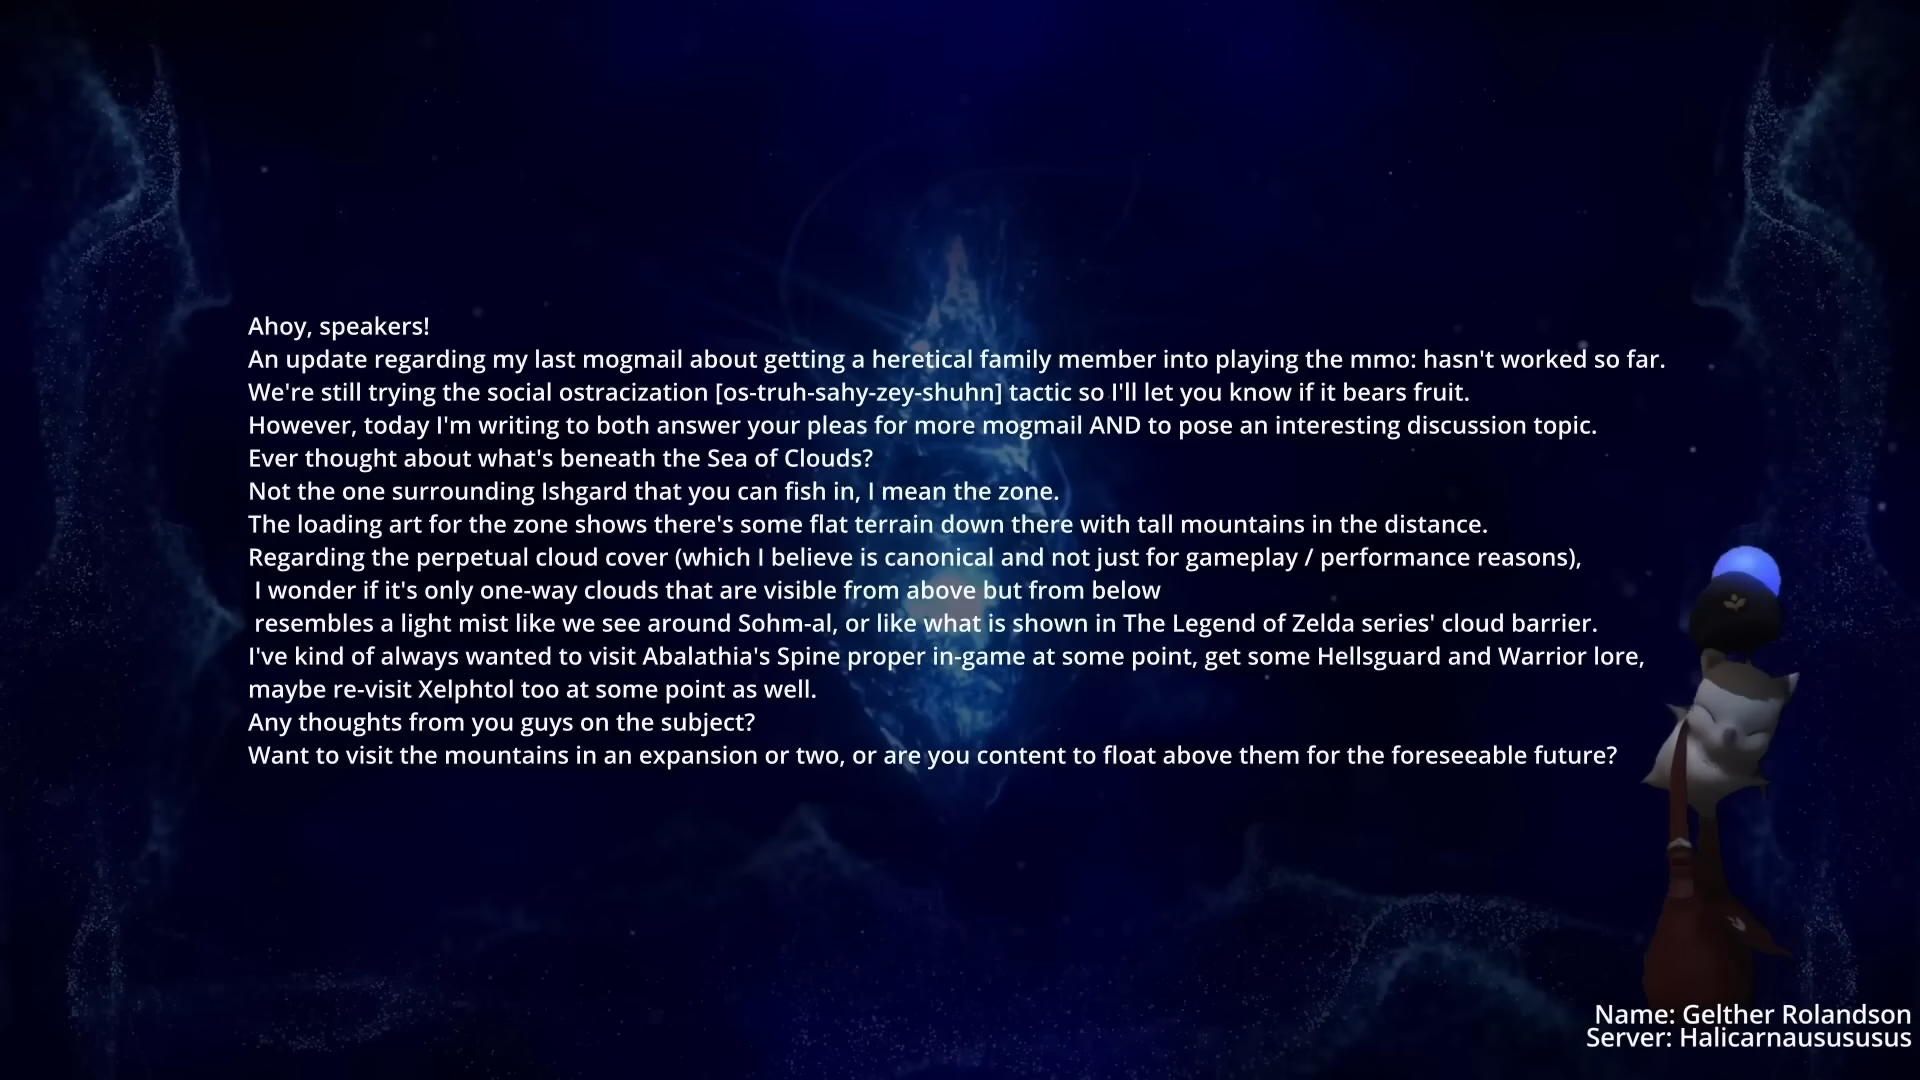 Ahoy, speakers!
An update regarding my last mogmail about getting a heretical family member into playing the mmo: hasn't worked so far.
We're still trying the social ostracization [os-truh-sahy-zey-shuhn] tactic so I'll let you know if it bears fruit.
However, today I'm writing to both answer your pleas for more mogmail AND to pose an interesting discussion topic.
Ever thought about what's beneath the Sea of Clouds?
Not the one surrounding Ishgard that you can fish in, I mean the zone.
The loading art for the zone shows there's some flat terrain down there with tall mountains in the distance.
Regarding the perpetual cloud cover (which I believe is canonical and not just for gameplay / performance reasons),
I wonder if it's only one-way clouds that are visible from above but from below
resembles a light mist like we see around Sohm-al, or like what is shown in The Legend of Zelda series' cloud barrier.
I've kind of always wanted to visit Abalathia's Spine proper in-game at some point, get some Hellsguard and Warrior lore,
maybe re-visit Xelphtol too at some point as well.
Any thoughts from you guys on the subject?
Want to visit the mountains in an expansion or two, or are you content to float above them for the foreseeable future?
Name: Gelther Rolandson
Server: Halicarnausususus